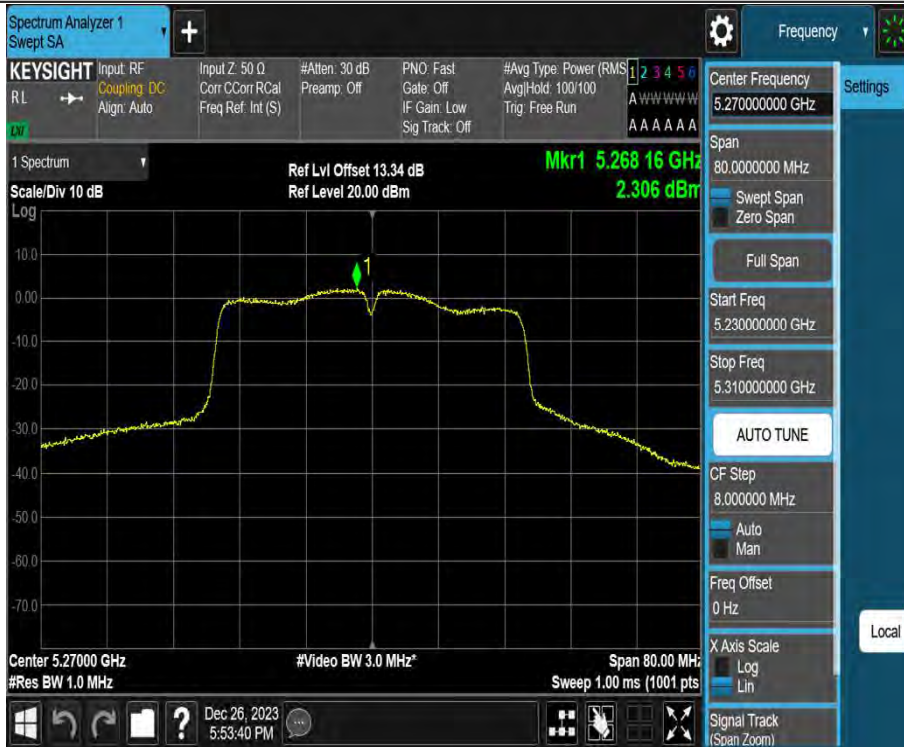 Spectrum Analyzer 1
Swept SA
+
Frequency
KEYSIGHT
RL
LXI
Input: RF
Coupling: DC
Align: Auto
Input Z: 50 Ω
Corr CCorr RCal
Freq Ref: Int (S)
#Atten: 30 dB
Preamp: Off
PNO: Fast
Gate: Off
IF Gain: Low
Sig Track: Off
#Avg Type: Power (RMS
Avg|Hold: 100/100
Trig: Free Run
1 2 3 4 5 6
A W W W W W
A A A A A A
1 Spectrum
Scale/Div 10 dB
Log
Ref Lvl Offset 13.34 dB
Ref Level 20.00 dBm
Mkr1 5.268 16 GHz
2.306 dBm
1
10.0
0.00
-10.0
-20.0
-30.0
-40.0
-50.0
-60.0
-70.0
Center 5.27000 GHz
#Res BW 1.0 MHz
#Video BW 3.0 MHz*
Span 80.00 MHz
Sweep 1.00 ms (1001 pts
Dec 26, 2023
5:53:40 PM
?
Center Frequency
5.270000000 GHz
Span
80.0000000 MHz
Swept Span
Zero Span
Full Span
Start Freq
5.230000000 GHz
Stop Freq
5.310000000 GHz
AUTO TUNE
CF Step
8.000000 MHz
Auto
Man
Freq Offset
0 Hz
X Axis Scale
Log
Lin
Signal Track
(Span Zoom)
Settings
Local